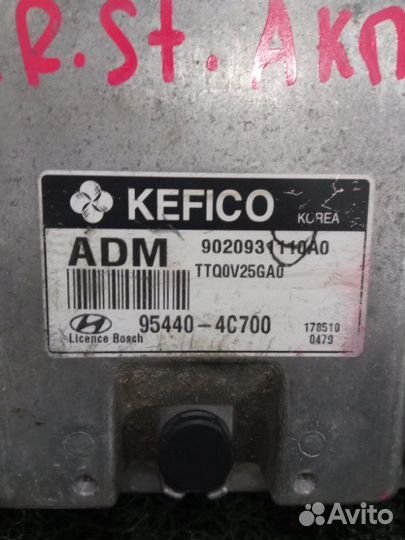 R.St. АКП
KEFICO KOREA
ADM 9020931110A0
TTQ0V25GA0
95440-4C700 178510
Licence Bosch 0479
Avito